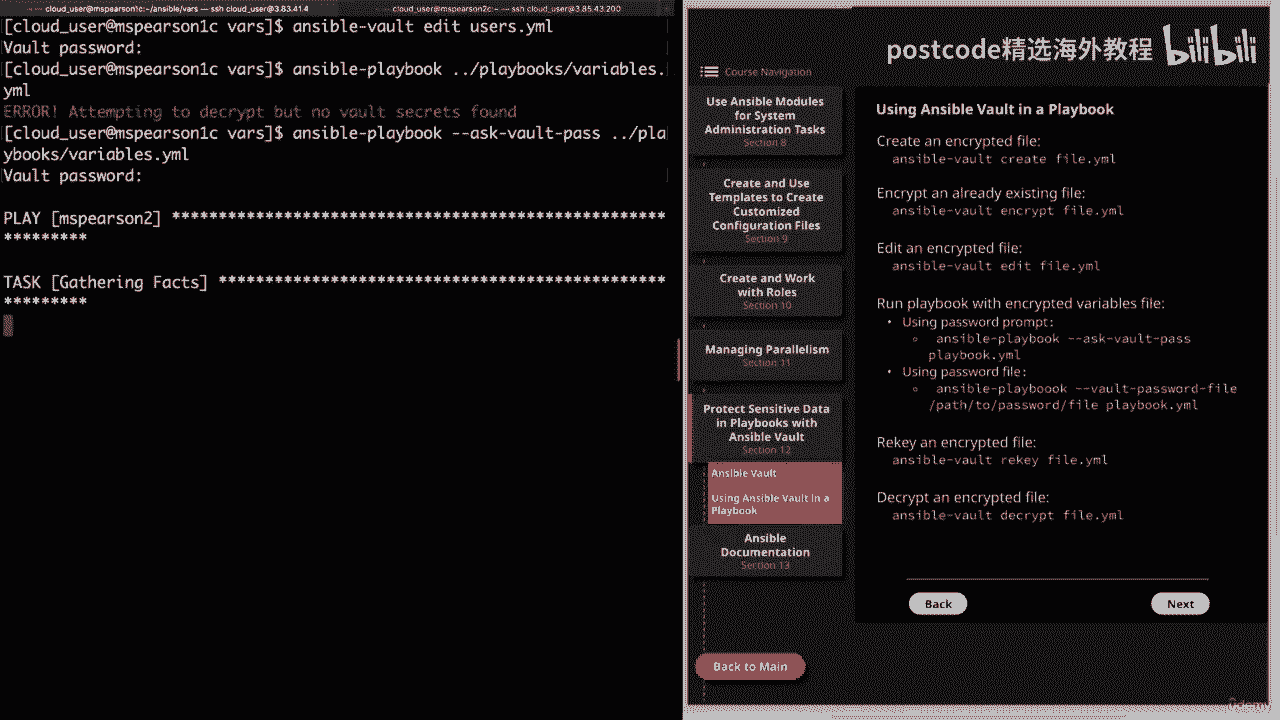 cloud_user@mspearson1c:~/ansible/vars — ssh cloud_user@3.83.41.4
cloud_user@mspearson2c:~ — ssh cloud_user@3.85.43.200
[cloud_user@mspearson1c vars]$ ansible-vault edit users.yml
Vault password:
[cloud_user@mspearson1c vars]$ ansible-playbook ../playbooks/variables.
yml
ERROR! Attempting to decrypt but no vault secrets found
[cloud_user@mspearson1c vars]$ ansible-playbook --ask-vault-pass ../pla
ybooks/variables.yml
Vault password:
PLAY [mspearson2] *****************************************************
*********
TASK [Gathering Facts] ************************************************
*********
postcode精选海外教程 bilibili
Course Navigation
Use Ansible Modules
for System
Administration Tasks
Section 8
Create and Use
Templates to Create
Customized
Configuration Files
Section 9
Create and Work
with Roles
Section 10
Managing Parallelism
Section 11
Protect Sensitive Data
in Playbooks with
Ansible Vault
Section 12
Ansible Vault
Using Ansible Vault in a
Playbook
Ansible
Documentation
Section 13
Back to Main
Using Ansible Vault in a Playbook
Create an encrypted file:
ansible-vault create file.yml
Encrypt an already existing file:
ansible-vault encrypt file.yml
Edit an encrypted file:
ansible-vault edit file.yml
Run playbook with encrypted variables file:
• Using password prompt:
ansible-playbook --ask-vault-pass
playbook.yml
• Using password file:
ansible-playboook --vault-password-file
/path/to/password/file playbook.yml
Rekey an encrypted file:
ansible-vault rekey file.yml
Decrypt an encrypted file:
ansible-vault decrypt file.yml
Back
Next